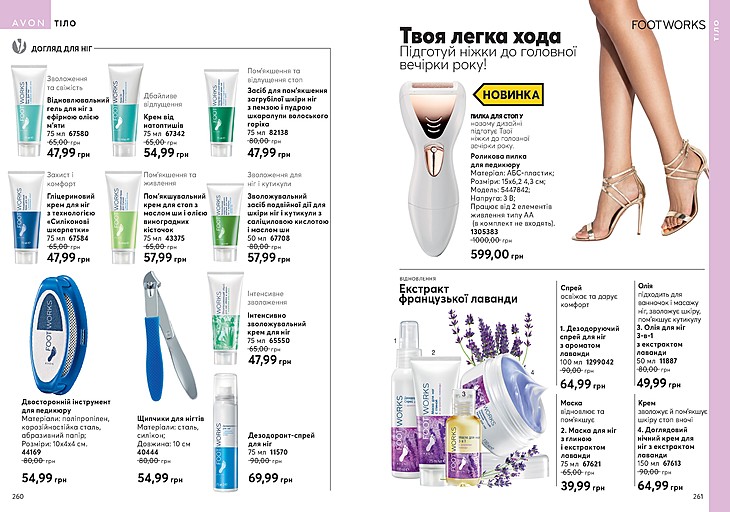 AVON ТІЛО
ДОГЛЯД ДЛЯ НІГ
Зволоження
та свіжість
Відновлювальний
гель для ніг з
ефірною олією
м'яти
75 мл 67580
65,00 грн
47,99 грн
Дбайливе
відлущення
Крем від
натоптишів
75 мл 67342
65,00 грн
54,99 грн
Пом'якшення та
відлущення стоп
Засіб для пом'якшення
загрубілої шкіри ніг
з пемзою і пудрою
шкаралупи волоського
горіха
75 мл 82138
80,00 грн
47,99 грн
Захист і
комфорт
Гліцериновий
крем для ніг
з технологією
«Силіконові
шкарпетки»
75 мл 67584
65,00 грн
47,99 грн
Пом'якшення та
живлення
Пом'якшувальний
крем для стоп з
маслом ши і олією
виноградних
кісточок
75 мл 43375
65,00 грн
57,99 грн
Зволоження для
ніг і кутикули
Зволожувальний
засіб подвійної дії для
шкіри ніг і кутикули з
саліциловою кислотою
і маслом ши
50 мл 67708
80,00 грн
57,99 грн
Інтенсивне
зволоження
Інтенсивно
зволожувальний
крем для ніг
75 мл 65550
65,00 грн
47,99 грн
Двосторонній інструмент
для педикюру
Матеріали: поліпропілен,
корозійностійка сталь,
абразивний папір;
Розміри: 10х4х4 см.
44169
80,00 грн
54,99 грн
Щипчики для нігтів
Матеріали: сталь,
силікон;
Довжина: 10 см
40444
80,00 грн
54,99 грн
Дезодорант-спрей
для ніг
75 мл 11570
90,00 грн
69,99 грн
260
FOOTWORKS
ТІЛО
Твоя легка хода
Підготуй ніжки до головної
вечірки року!
НОВИНКА
ПИЛКА ДЛЯ СТОП У
новому дизайні
підготує Твої
ніжки до головної
вечірки року.
Роликова пилка
для педикюру
Матеріал: АБС-пластик;
Розміри: 15х6,2 4,3 см;
Модель: 5447842;
Напруга: 3 В;
Працює від 2 елементів
живлення типу АА
(в комплект не входять).
1305383
1000,00 грн
599,00 грн
ВІДНОВЛЕННЯ
Екстракт
французької лаванди
Спрей
освіжає та дарує
комфорт
1. Дезодоруючий
спрей для ніг
з ароматом
лаванди
100 мл 1299042
90,00 грн
64,99 грн
Олія
підходить для
ванночок і масажу
ніг, зволожує шкіру,
пом'якшує кутикулу
3. Олія для ніг
3-в-1
з екстрактом
лаванди
50 мл 11887
80,00 грн
49,99 грн
Маска
відновлює та
пом'якшує
2. Маска для ніг
з глиною
і екстрактом
лаванди
75 мл 67621
65,00 грн
39,99 грн
Крем
зволожує й пом'якшує
шкіру стоп вночі
4. Доглядовий
нічний крем для
ніг з екстрактом
лаванди
150 мл 67613
90,00 грн
64,99 грн
1
2
3
4
FOOTWORKS
261